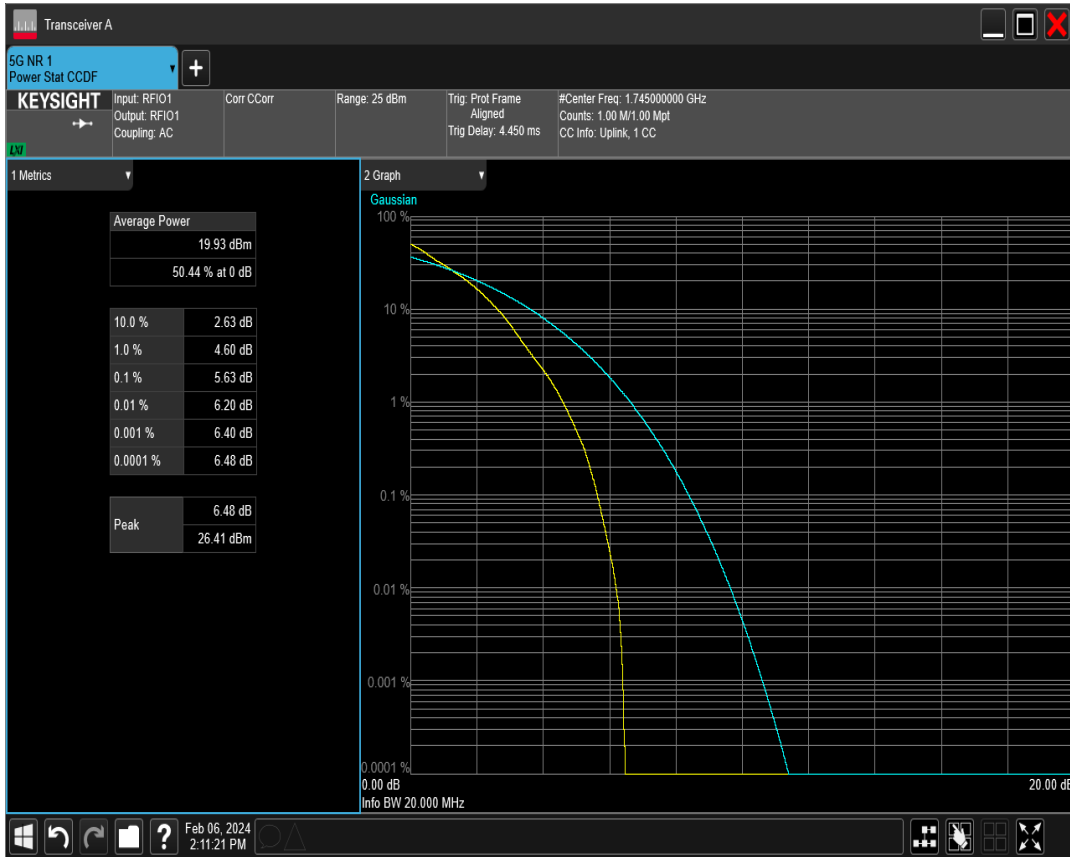 Transceiver A
5G NR 1
Power Stat CCDF
KEYSIGHT
LXI
Input: RFIO1
Output: RFIO1
Coupling: AC
Corr CCorr
Range: 25 dBm
Trig: Prot Frame
Aligned
Trig Delay: 4.450 ms
#Center Freq: 1.745000000 GHz
Counts: 1.00 M/1.00 Mpt
CC Info: Uplink, 1 CC
1 Metrics
Average Power
19.93 dBm
50.44 % at 0 dB
10.0 % 2.63 dB
1.0 % 4.60 dB
0.1 % 5.63 dB
0.01 % 6.20 dB
0.001 % 6.40 dB
0.0001 % 6.48 dB
Peak
6.48 dB
26.41 dBm
2 Graph
Gaussian
100 %
10 %
1 %
0.1 %
0.01 %
0.001 %
0.0001 %
0.00 dB
20.00 dB
Info BW 20.000 MHz
?
Feb 06, 2024
2:11:21 PM